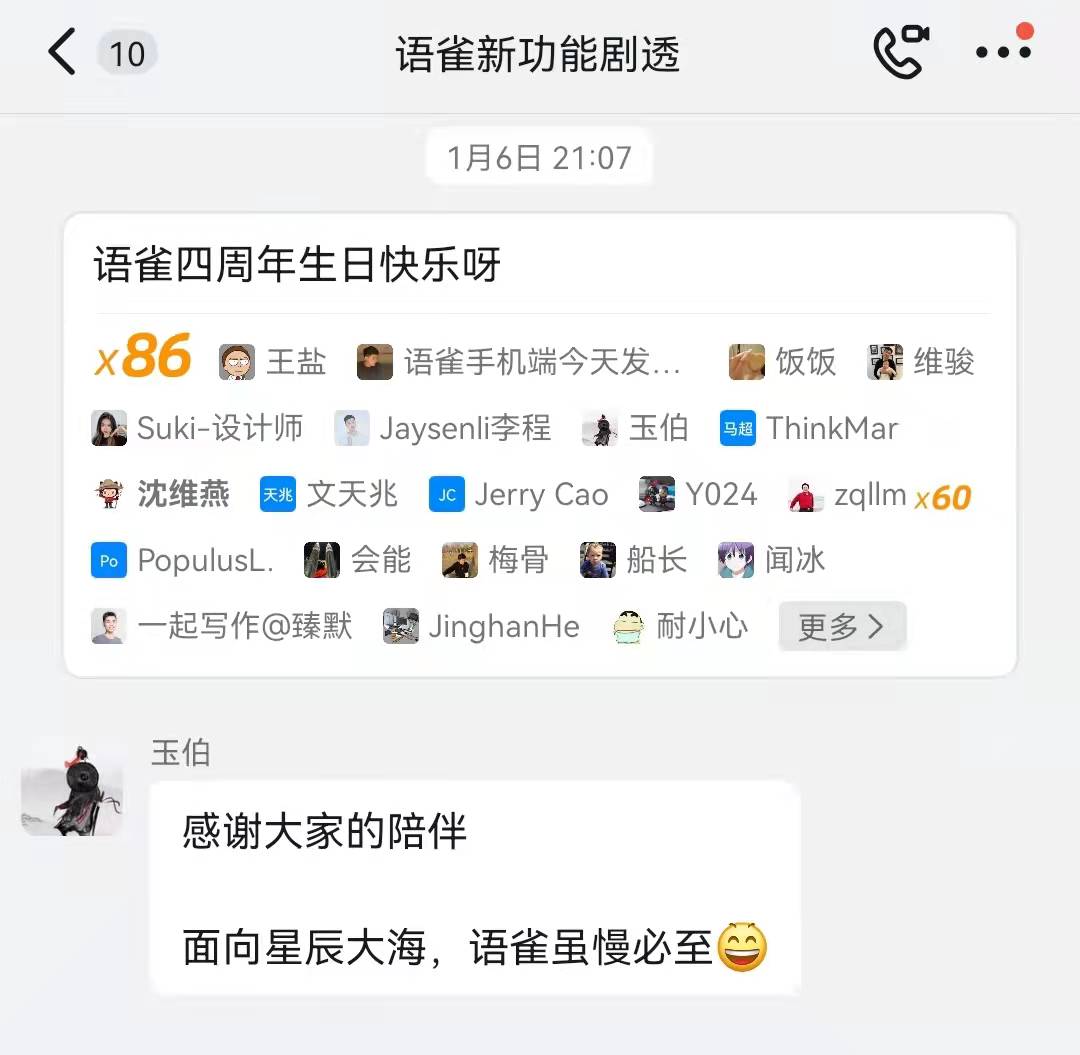 10 语雀新功能剧透
1月6日 21:07
语雀四周年生日快乐呀
x86 王盐 语雀手机端今天发... 饭饭 维骏
Suki-设计师 Jaysenli李程 玉伯 马超 ThinkMar
沈维燕 天兆 文天兆 JC Jerry Cao Y024 zqllm x60
Po PopulusL. 会能 梅骨 船长 闻冰
一起写作@臻默 JinghanHe 耐小心 更多
玉伯
感谢大家的陪伴
面向星辰大海，语雀虽慢必至😄